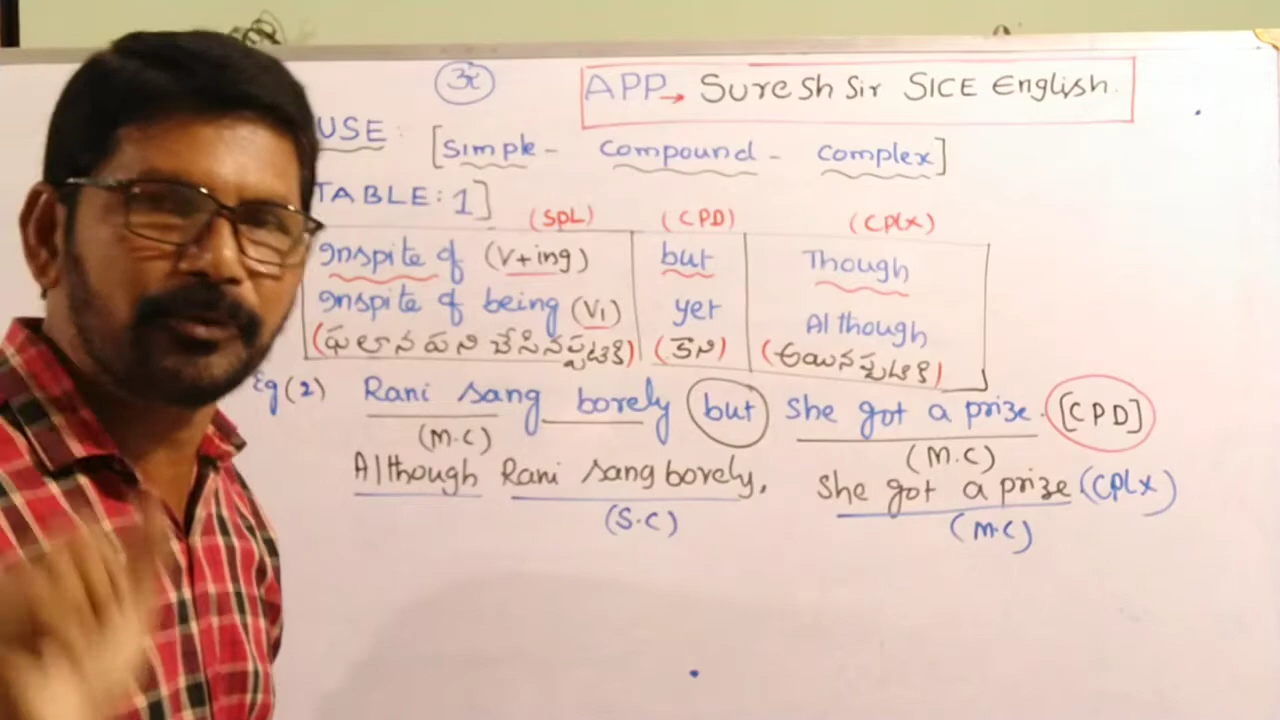 APP → Suresh Sir SICE English.
USE: [Simple - Compound - Complex]
TABLE: 1]
(SPL) (CPD) (CPLX)
Inspite of (V+ing) but Though
Inspite of being (V1) yet Although
(ఫలానపని చేసినప్పటికి) (కాని) (అయినప్పటికి)
Eg (2) Rani sang borely but she got a prize. [CPD]
(M.C) (M.C)
Although Rani sang borely, She got a prize (CPLX)
(S.C) (M.C)